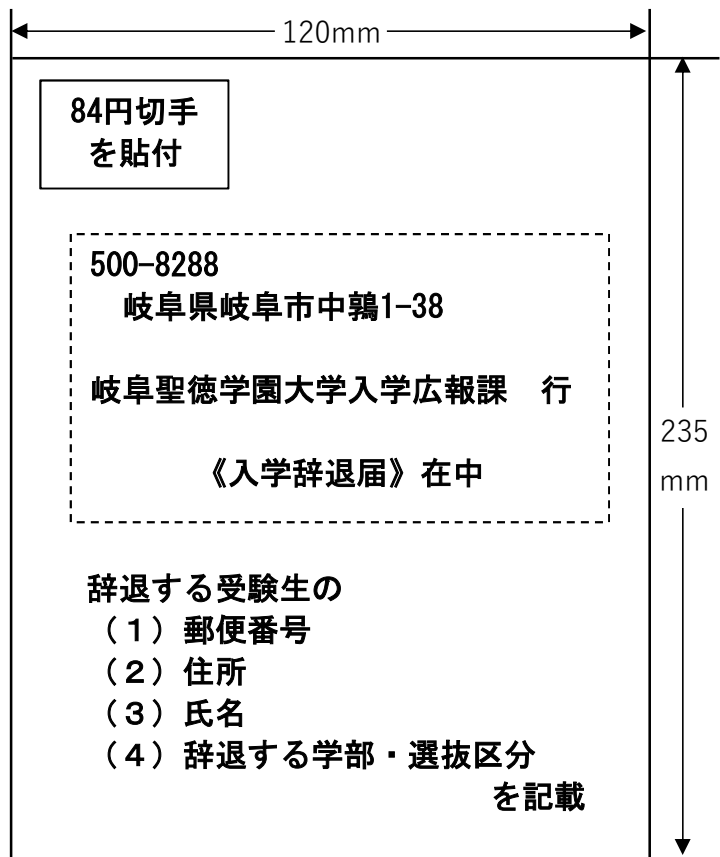 120mm
84円切手
を貼付
500-8288
岐阜県岐阜市中鶉1-38
岐阜聖徳学園大学入学広報課　行
《入学辞退届》在中
235
mm
辞退する受験生の
（１）郵便番号
（２）住所
（３）氏名
（４）辞退する学部・選抜区分
を記載